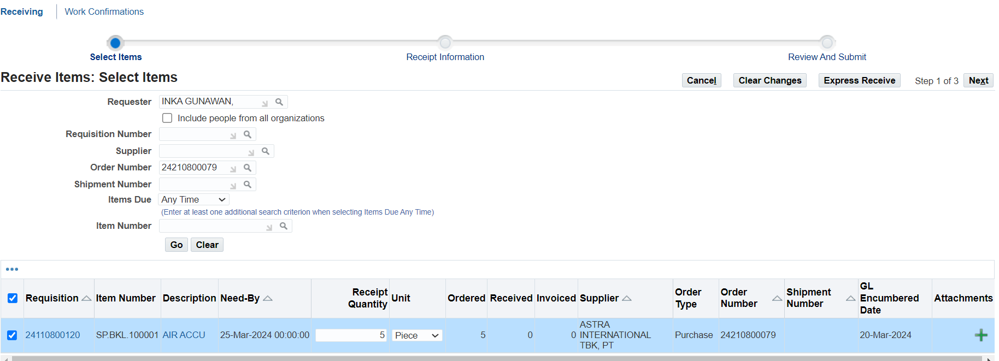 Receiving
Work Confirmations
Select Items
Receipt Information
Review And Submit
Receive Items: Select Items
Cancel
Clear Changes
Express Receive
Step 1 of 3
Next
Requester INKA GUNAWAN,
Include people from all organizations
Requisition Number
Supplier
Order Number 24210800079
Shipment Number
Items Due Any Time
(Enter at least one additional search criterion when selecting Items Due Any Time)
Item Number
Go
Clear
Requisition
Item Number
Description
Need-By
Receipt
Quantity
Unit
Ordered
Received
Invoiced
Supplier
Order
Type
Order
Number
Shipment
Number
GL
Encumbered
Date
Attachments
24110800120
SP.BKL.100001
AIR ACCU
25-Mar-2024 00:00:00
5
Piece
5
0
0
ASTRA
INTERNATIONAL
TBK, PT
Purchase
24210800079
20-Mar-2024